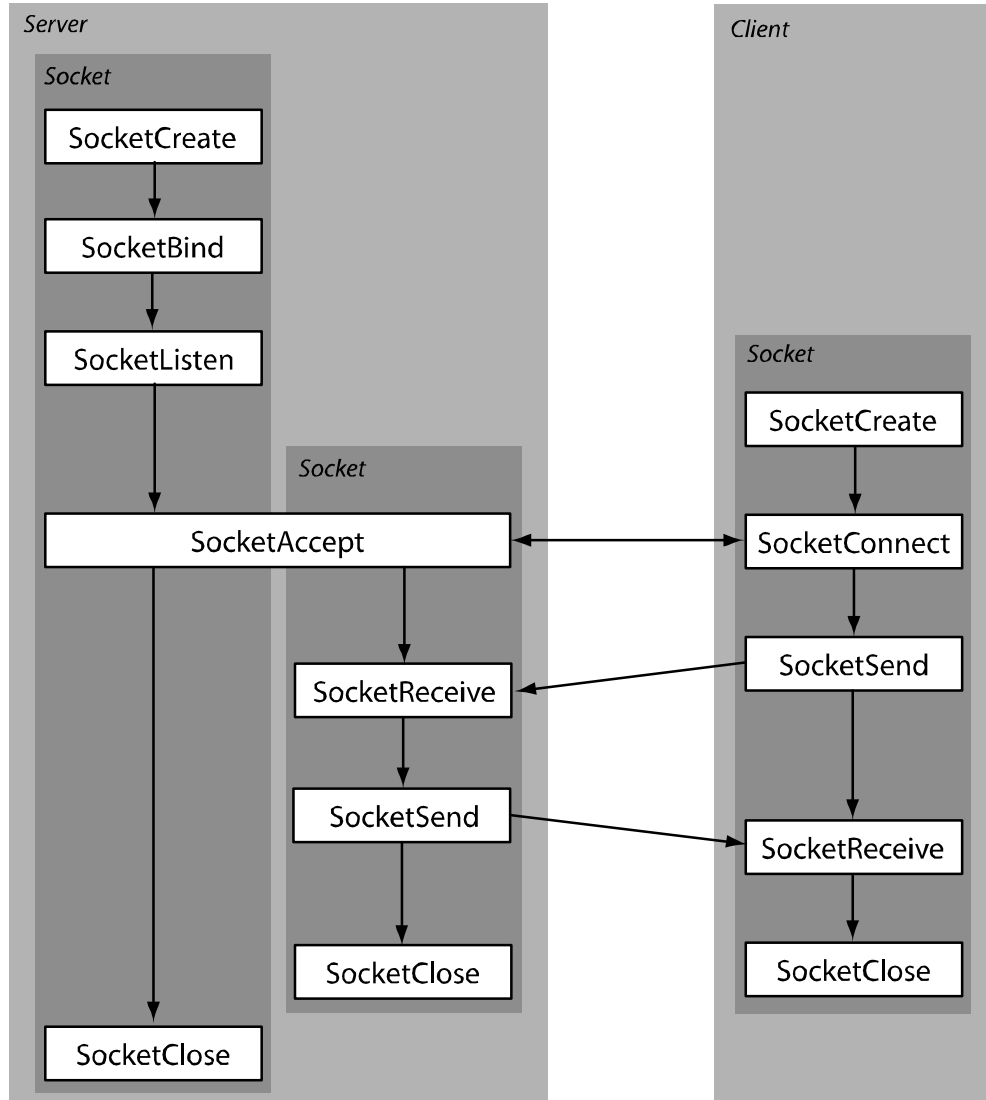 Server
Socket
SocketCreate
SocketBind
SocketListen
Socket
SocketAccept
SocketReceive
SocketSend
SocketClose
SocketClose
Client
Socket
SocketCreate
SocketConnect
SocketSend
SocketReceive
SocketClose